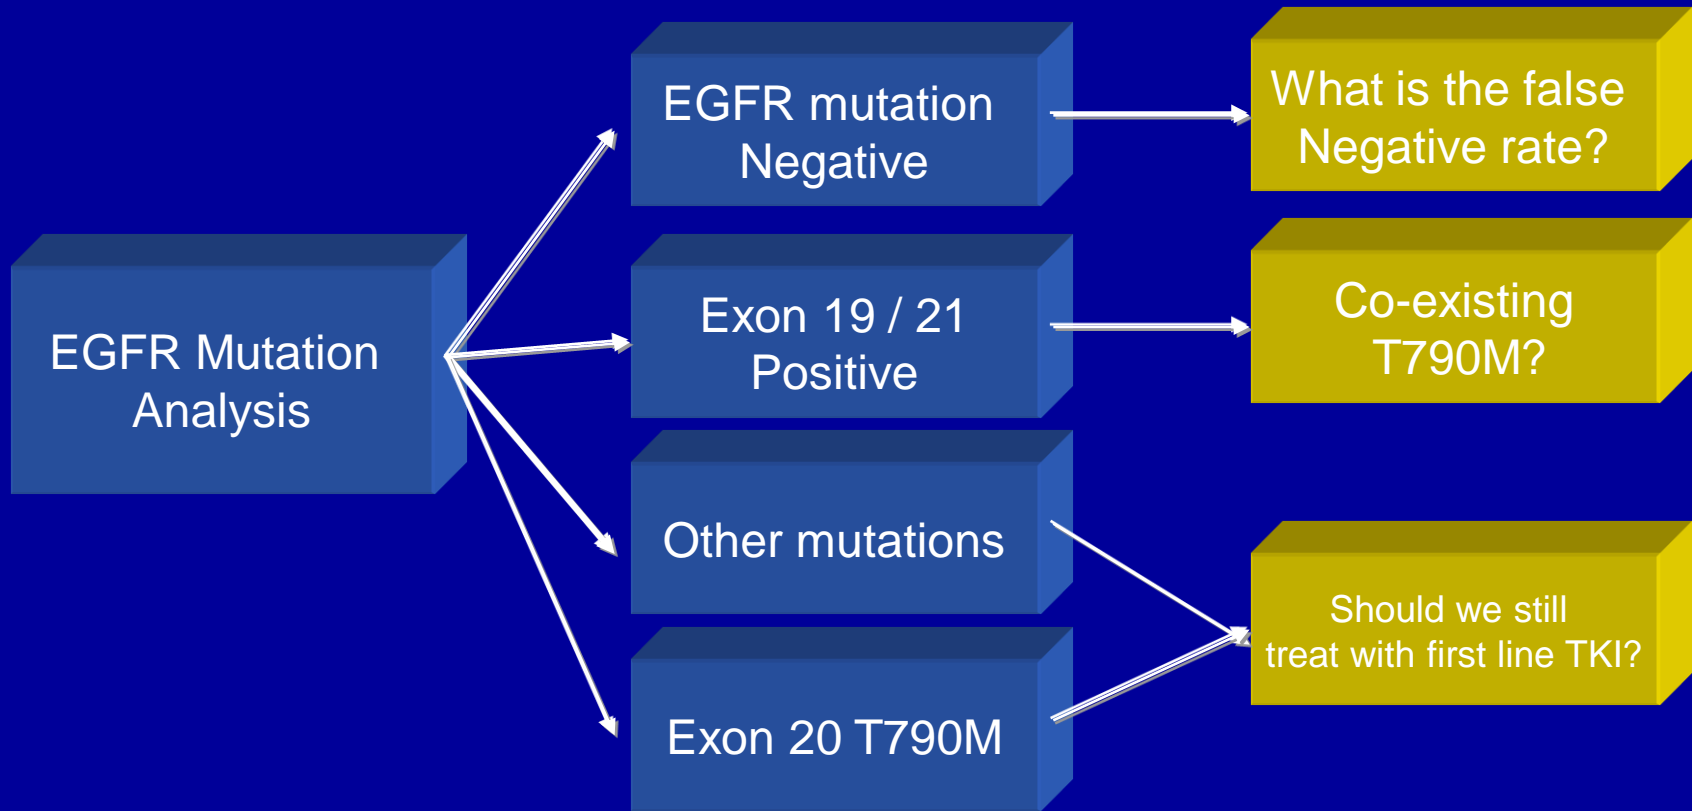 EGFR Mutation
Analysis
EGFR mutation
Negative
What is the false
Negative rate?
Exon 19 / 21
Positive
Co-existing
T790M?
Other mutations
Exon 20 T790M
Should we still
treat with first line TKI?